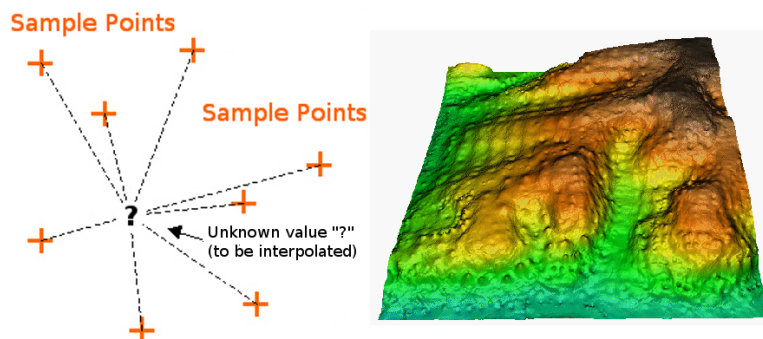 Sample Points
Sample Points
?
Unknown value "?"
(to be interpolated)